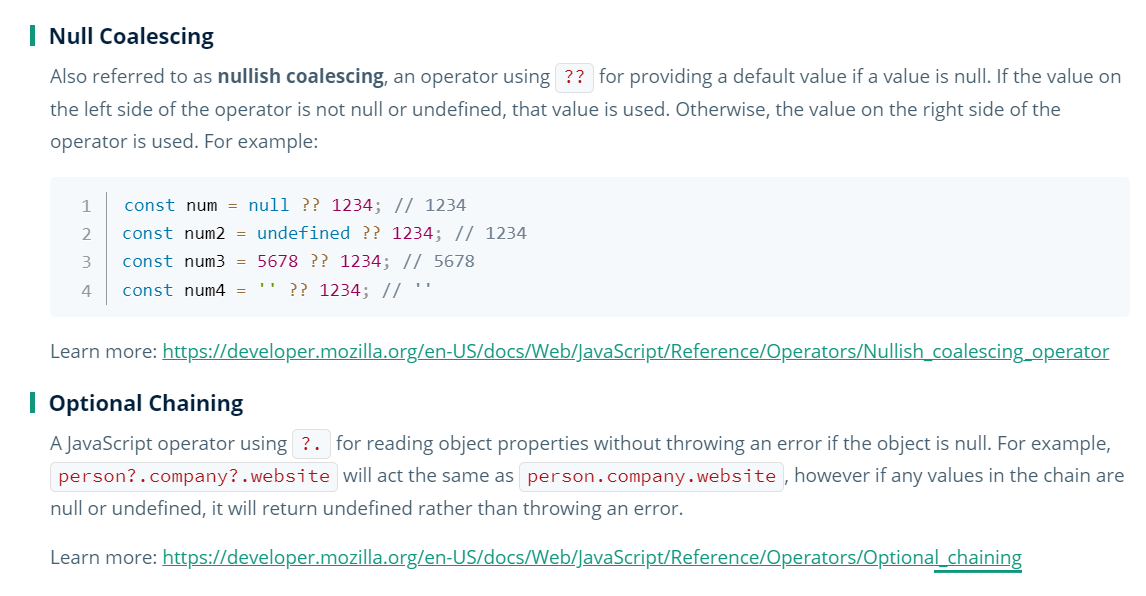 Null Coalescing
Also referred to as nullish coalescing, an operator using ?? for providing a default value if a value is null. If the value on
the left side of the operator is not null or undefined, that value is used. Otherwise, the value on the right side of the
operator is used. For example:
1 const num = null ?? 1234; // 1234
2 const num2 = undefined ?? 1234; // 1234
3 const num3 = 5678 ?? 1234; // 5678
4 const num4 = '' ?? 1234; // ''
Learn more: https://developer.mozilla.org/en-US/docs/Web/JavaScript/Reference/Operators/Nullish_coalescing_operator
Optional Chaining
A JavaScript operator using ?. for reading object properties without throwing an error if the object is null. For example,
person?.company?.website will act the same as person.company.website, however if any values in the chain are
null or undefined, it will return undefined rather than throwing an error.
Learn more: https://developer.mozilla.org/en-US/docs/Web/JavaScript/Reference/Operators/Optional_chaining